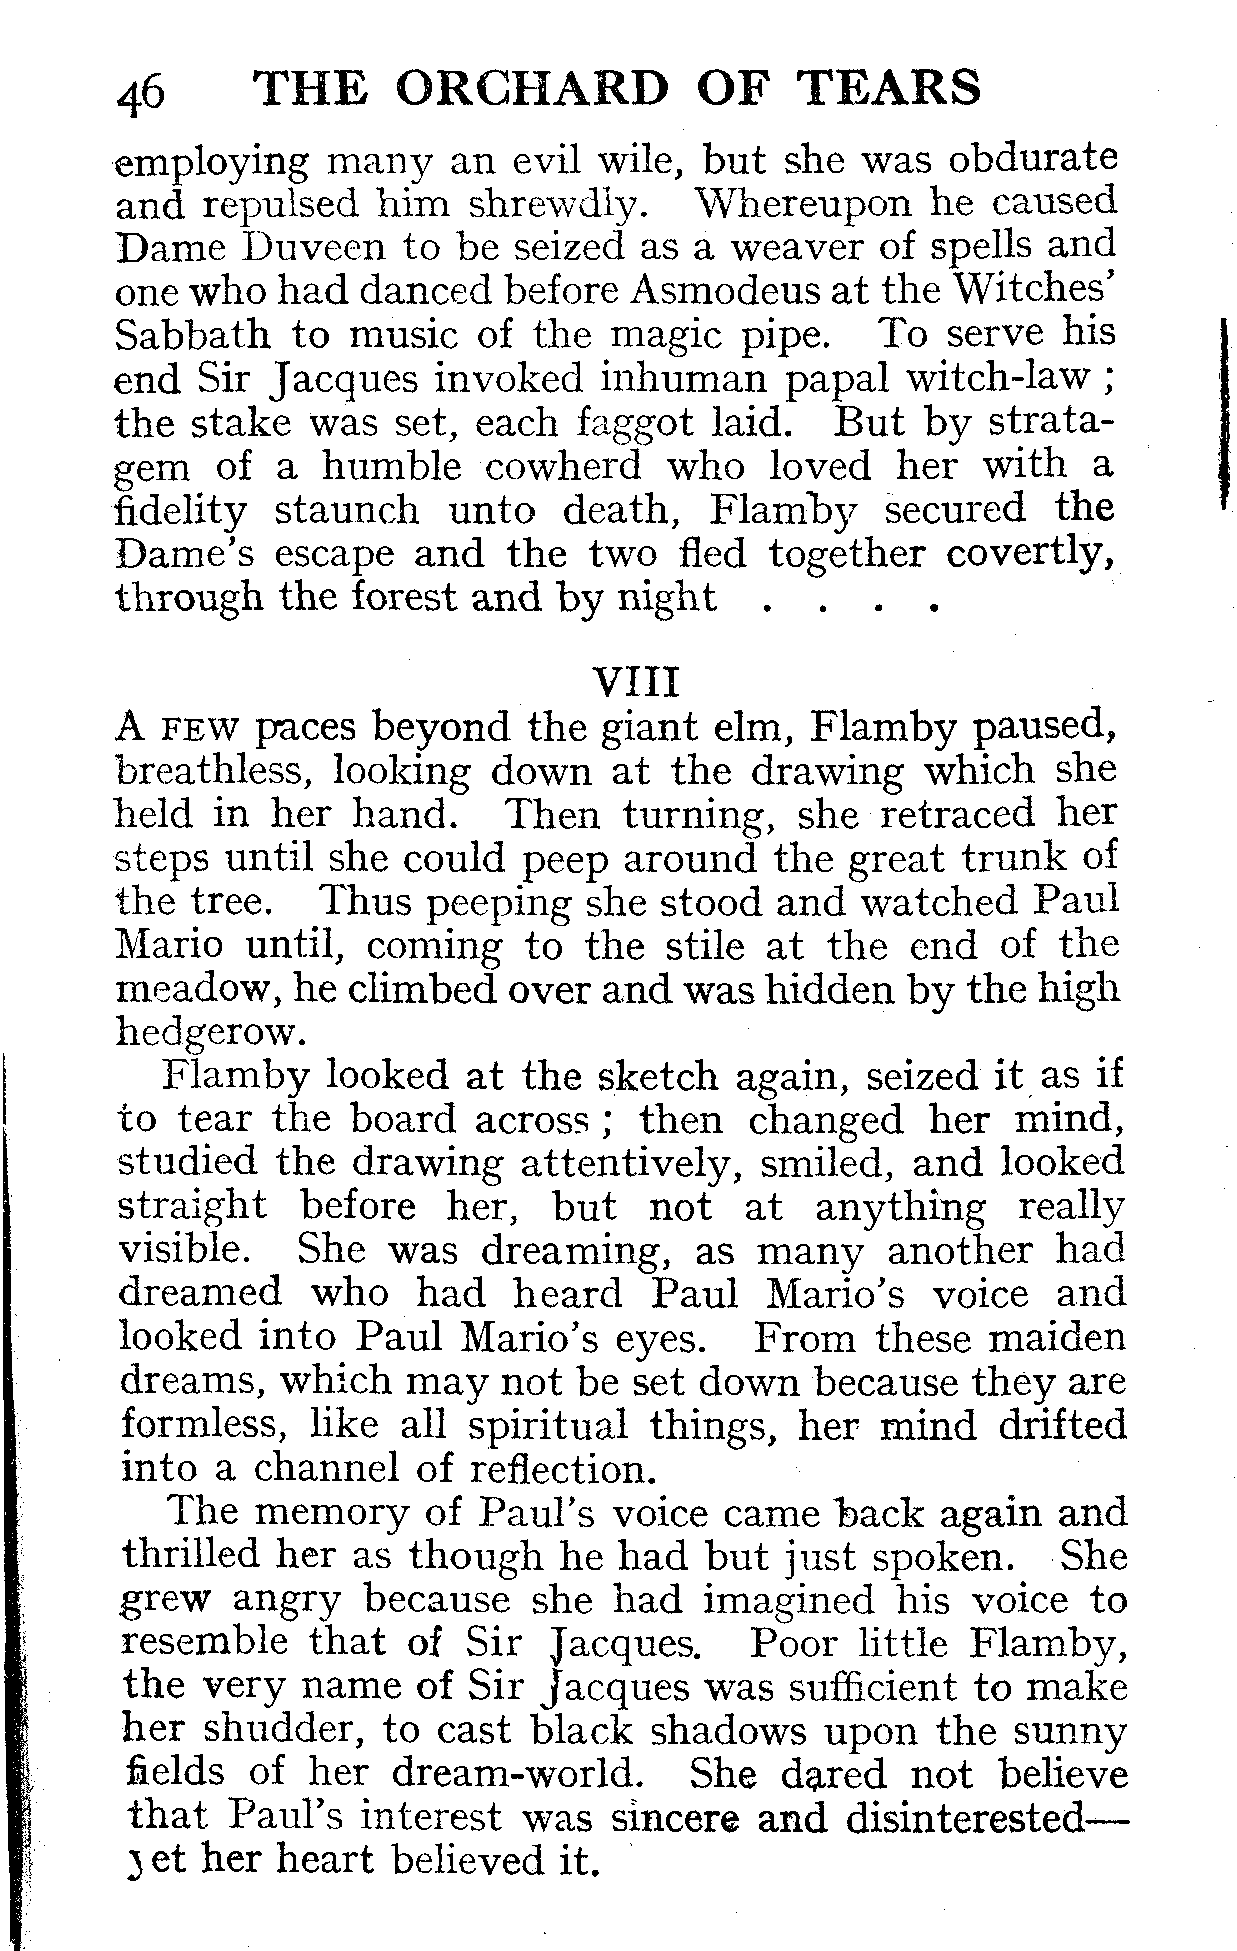 46 THE ORCHARD OF TEARS
employing many an evil wile, but she was obdurate
and repulsed him shrewdly. Whereupon he caused
Dame Duveen to be seized as a weaver of spells and
one who had danced before Asmodeus at the Witches'
Sabbath to music of the magic pipe. To serve his
end Sir Jacques invoked inhuman papal witch-law ;
the stake was set, each faggot laid. But by strata-
gem of a humble cowherd who loved her with a
fidelity staunch unto death, Flamby secured the
Dame's escape and the two fled together covertly,
through the forest and by night . . . .
VIII
A FEW paces beyond the giant elm, Flamby paused,
breathless, looking down at the drawing which she
held in her hand. Then turning, she retraced her
steps until she could peep around the great trunk of
the tree. Thus peeping she stood and watched Paul
Mario until, coming to the stile at the end of the
meadow, he climbed over and was hidden by the high
hedgerow.
Flamby looked at the sketch again, seized it as if
to tear the board across ; then changed her mind,
studied the drawing attentively, smiled, and looked
straight before her, but not at anything really
visible. She was dreaming, as many another had
dreamed who had heard Paul Mario's voice and
looked into Paul Mario's eyes. From these maiden
dreams, which may not be set down because they are
formless, like all spiritual things, her mind drifted
into a channel of reflection.
The memory of Paul's voice came back again and
thrilled her as though he had but just spoken. She
grew angry because she had imagined his voice to
resemble that of Sir Jacques. Poor little Flamby,
the very name of Sir Jacques was sufficient to make
her shudder, to cast black shadows upon the sunny
fields of her dream-world. She dared not believe
that Paul's interest was sincere and disinterested—
yet her heart believed it.